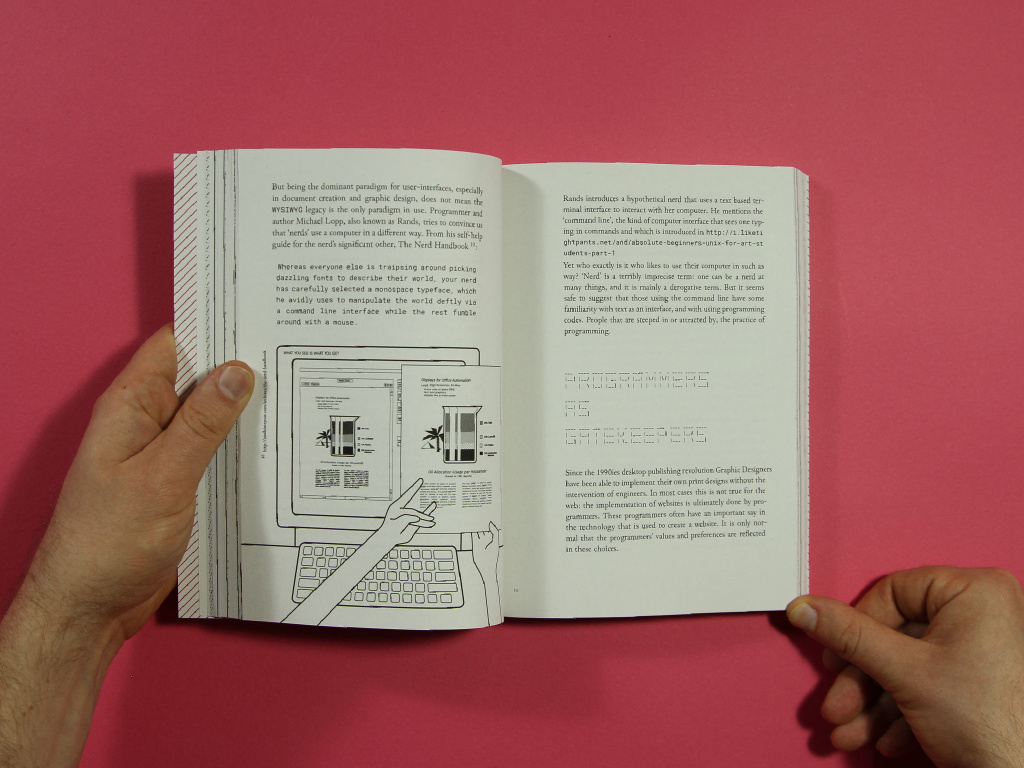 But being the dominant paradigm for user-interfaces, especially
in document creation and graphic design, does not mean the
WYSIWYG legacy is the only paradigm in use. Programmer and
author Michael Lopp, also known as Rands, tries to convince us
that ‘nerds’ use a computer in a different way. From his self-help
guide for the nerd's significant other, The Nerd Handbook
Whereas everyone else is traipsing around picking
dazzling fonts to describe their world, your nerd
has carefully selected a monospace typeface, which
he avidly uses to manipulate the world deftly via
a command line interface while the rest fumble
around with a mouse.
WHAT YOU SEE IS WHAT YOU GET
Displays for Office Automation
Displays for Office Automation
Rands introduces a hypothetical nerd that uses a text based ter-
minal interface to interact with her computer. He mentions the
‘command line’, the kind of computer interface that sees one typ-
ing in commands and which is introduced in http://i.liketi
ghtpants.net/and/absolute-beginners-unix-for-art-st
udents-part-1
Yet who exactly is it who likes to use their computer in such as
way? ‘Nerd’ is a terribly imprecise term: one can be a nerd at
many things, and it is mainly a derogative term. But it seems
safe to suggest that those using the command line have some
familiarity with text as an interface, and with using programming
codes. People that are steeped in or attracted by, the practice of
programming.
Since the 1990ies desktop publishing revolution Graphic Designers
have been able to implement their own print designs without the
intervention of engineers. In most cases this is not true for the
web: the implementation of websites is ultimately done by pro-
grammers. These programmers often have an important say in
the technology that is used to create a website. It is only nor-
mal that the programmers’ values and preferences are reflected
in these choices.